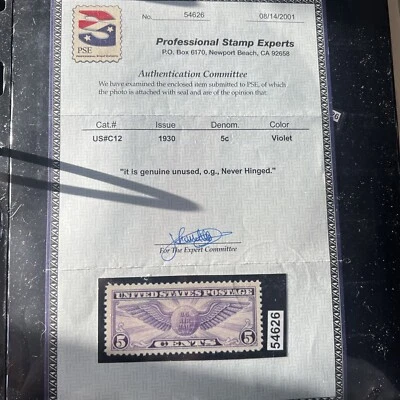 PSE
No. 54626 08/14/2001
Professional Stamp Experts
P.O. Box 6170, Newport Beach, CA 92658
Authentication Committee
We have examined the enclosed item submitted to PSE, of which
the photo is attached with seal and are of the opinion that:
Cat.# Issue Denom. Color
US#C12 1930 5c Violet
"it is genuine unused, o.g., Never Hinged."
For The Expert Committee
UNITED STATES POSTAGE
5 CENTS 5
54626